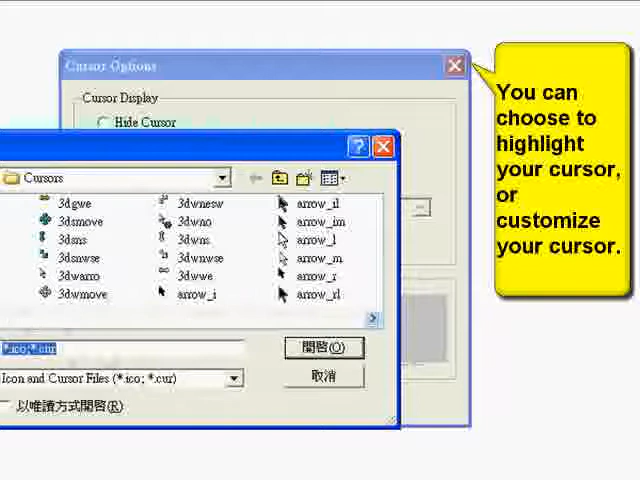 Cursor Options
Cursor Display
Hide Cursor
You can
choose to
highlight
your cursor,
or
customize
your cursor.
Cursors
3dgwe 3dwnesw arrow_il
3dsmove 3dwno arrow_im
3dsns 3dwns arrow_l
3dsnwse 3dwnwse arrow_m
3dwarro 3dwwe arrow_r
3dwmove arrow_i arrow_rl
*.ico;*.cur 開啓(O)
Icon and Cursor Files (*.ico; *.cur) 取消
以唯讀方式開啓(R)